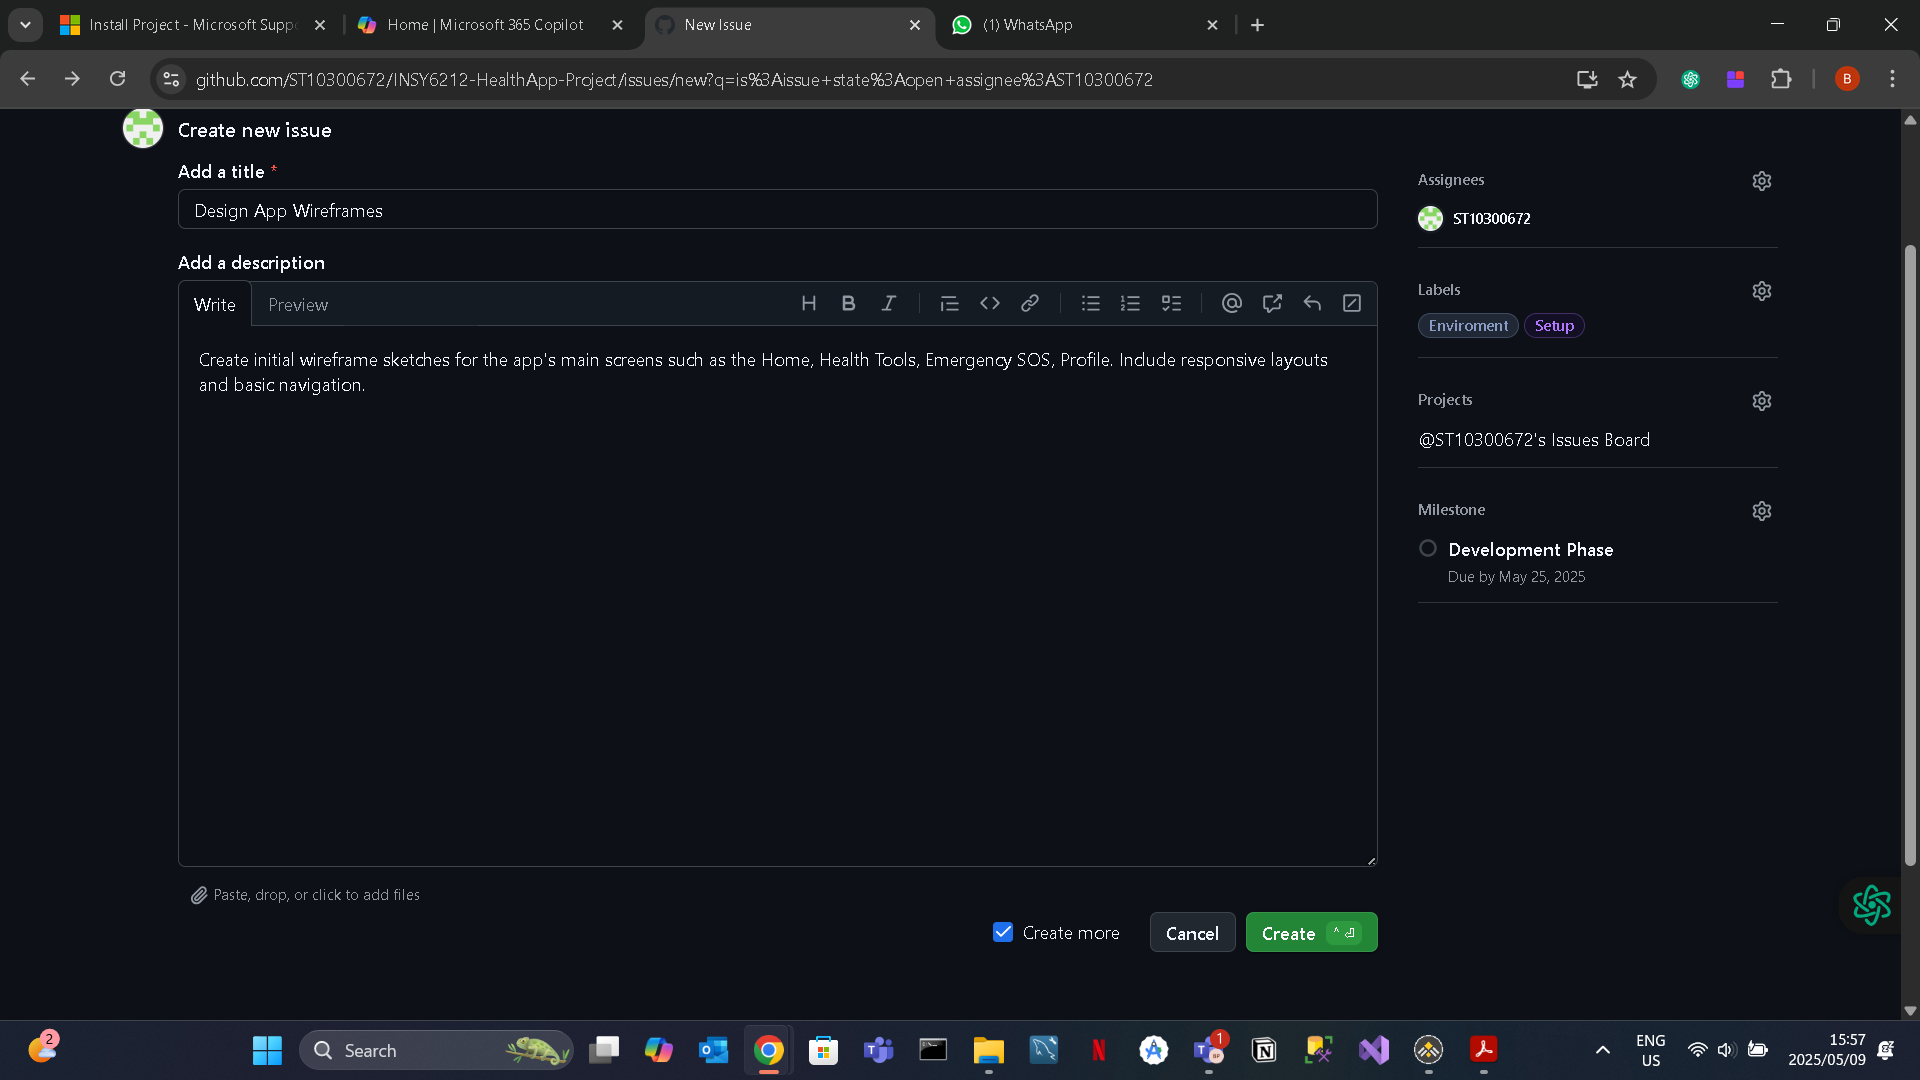 Install Project - Microsoft Supp
Home | Microsoft 365 Copilot
New Issue
(1) WhatsApp
github.com/ST10300672/INSY6212-HealthApp-Project/issues/new?q=is%3Aissue+state%3Aopen+assignee%3AST10300672
B
Create new issue
Add a title *
Design App Wireframes
Add a description
Write
Preview
Create initial wireframe sketches for the app's main screens such as the Home, Health Tools, Emergency SOS, Profile. Include responsive layouts
and basic navigation.
Paste, drop, or click to add files
Create more
Cancel
Create
Assignees
ST10300672
Labels
Enviroment
Setup
Projects
@ST10300672's Issues Board
Milestone
Development Phase
Due by May 25, 2025
2
Search
1
ENG
US
15:57
2025/05/09